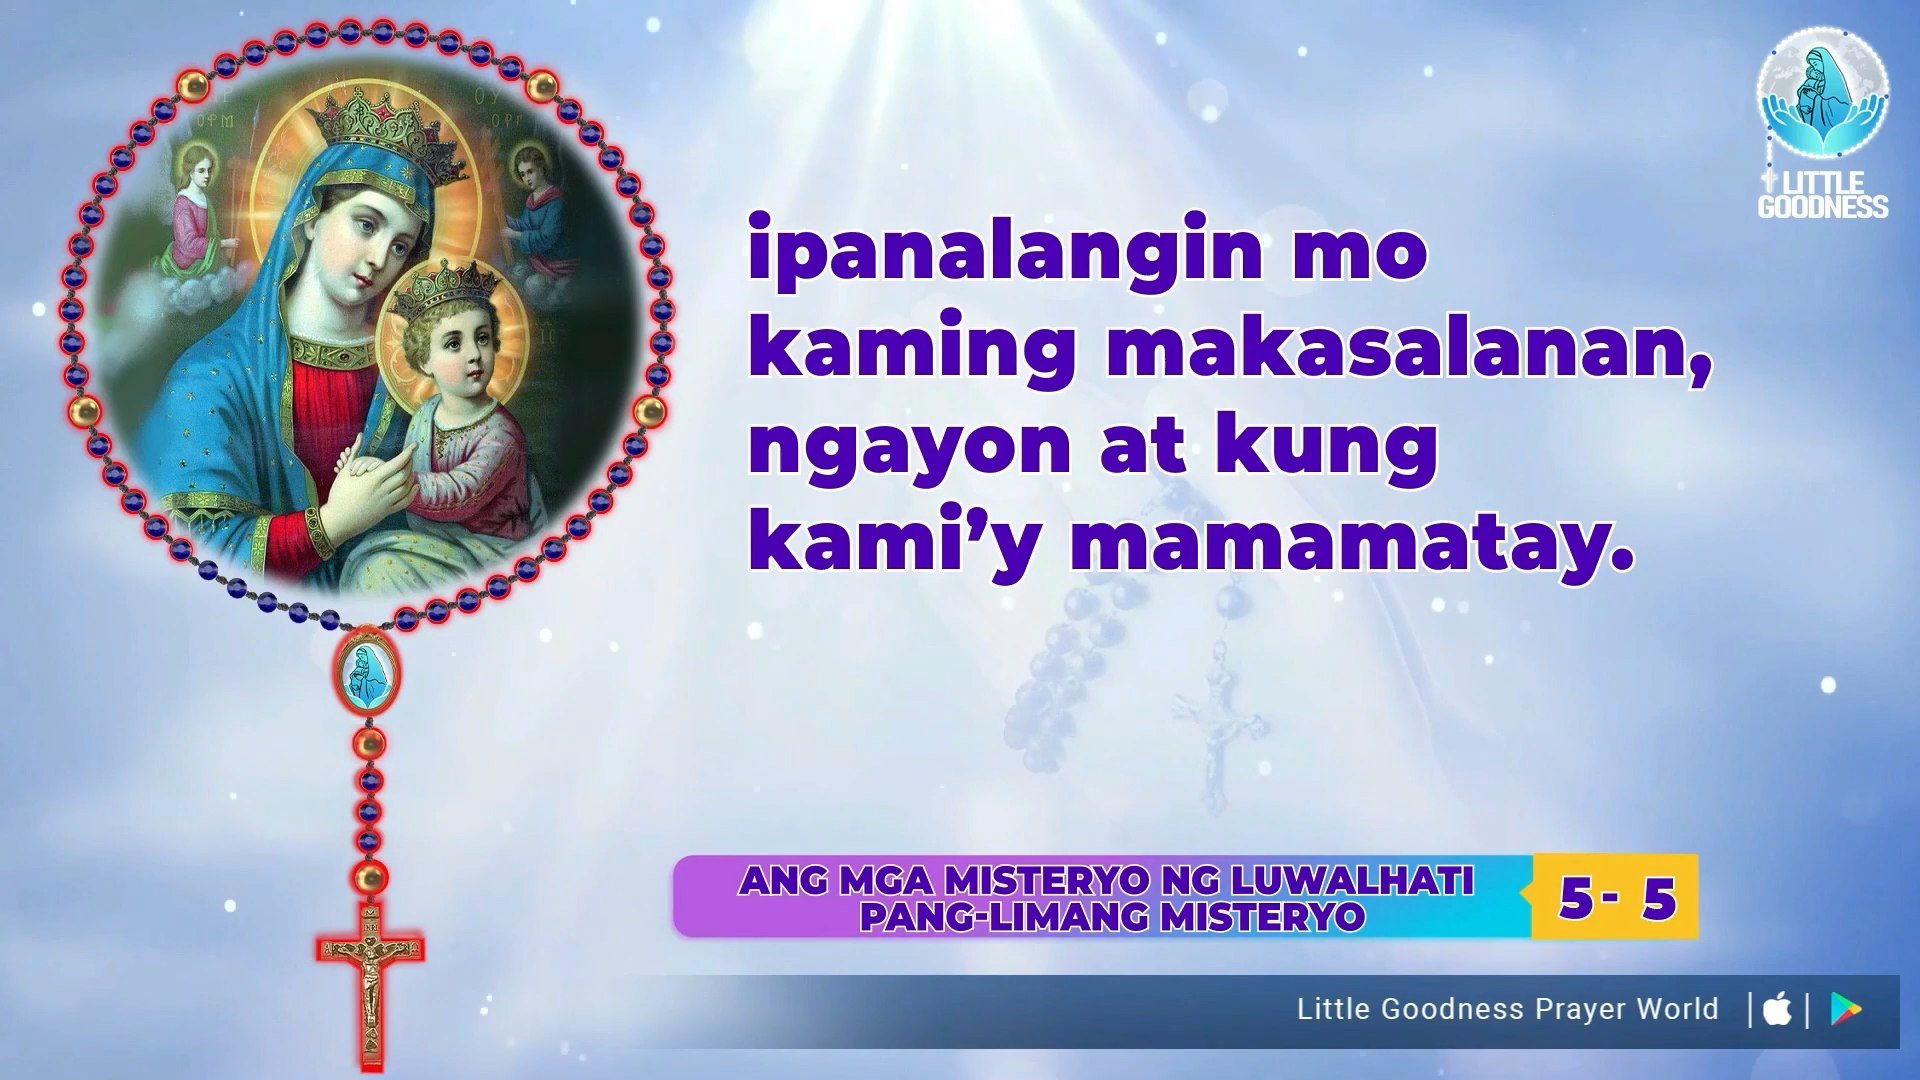 LITTLE
GOODNESS
ipanalangin mo
kaming makasalanan,
ngayon at kung
kami’y mamamatay.
ANG MGA MISTERYO NG LUWALHATI
PANG-LIMANG MISTERYO
5- 5
Little Goodness Prayer World
INRI